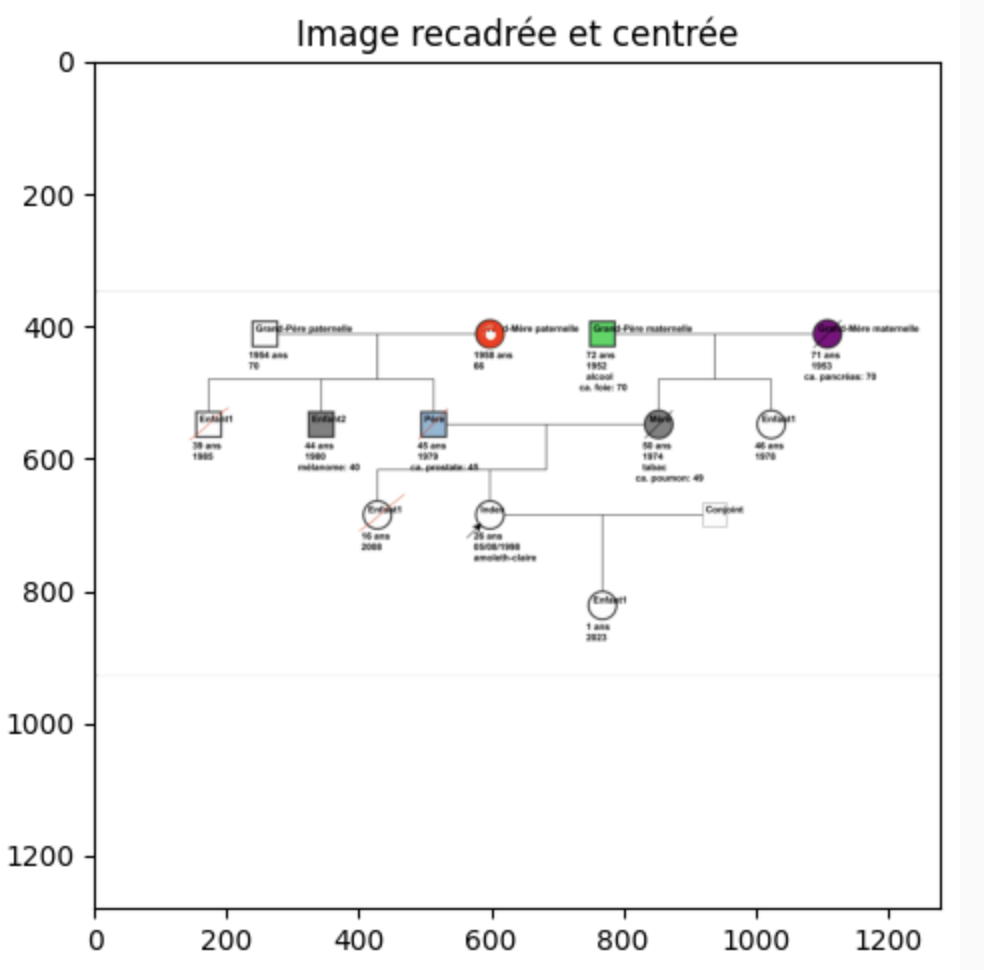 Image recadrée et centrée
0
200
400
600
800
1000
1200
0 200 400 600 800 1000 1200
Grand-Père paternelle
1954 ans
70
d-Mère paternelle
1958 ans
66
Grand-Père maternelle
72 ans
1952
alcool
ca. foie: 70
Grand-Mère maternelle
71 ans
1953
ca. pancréas: 70
Enfant1
39 ans
1985
Enfant2
44 ans
1980
mélanome: 40
Père
45 ans
1979
ca. prostate: 45
Mère
50 ans
1974
tabac
ca. poumon: 49
Enfant1
46 ans
1978
Enfant1
16 ans
2008
Index
26 ans
05/08/1998
amoleth-claire
Conjoint
Enfant1
1 ans
2023